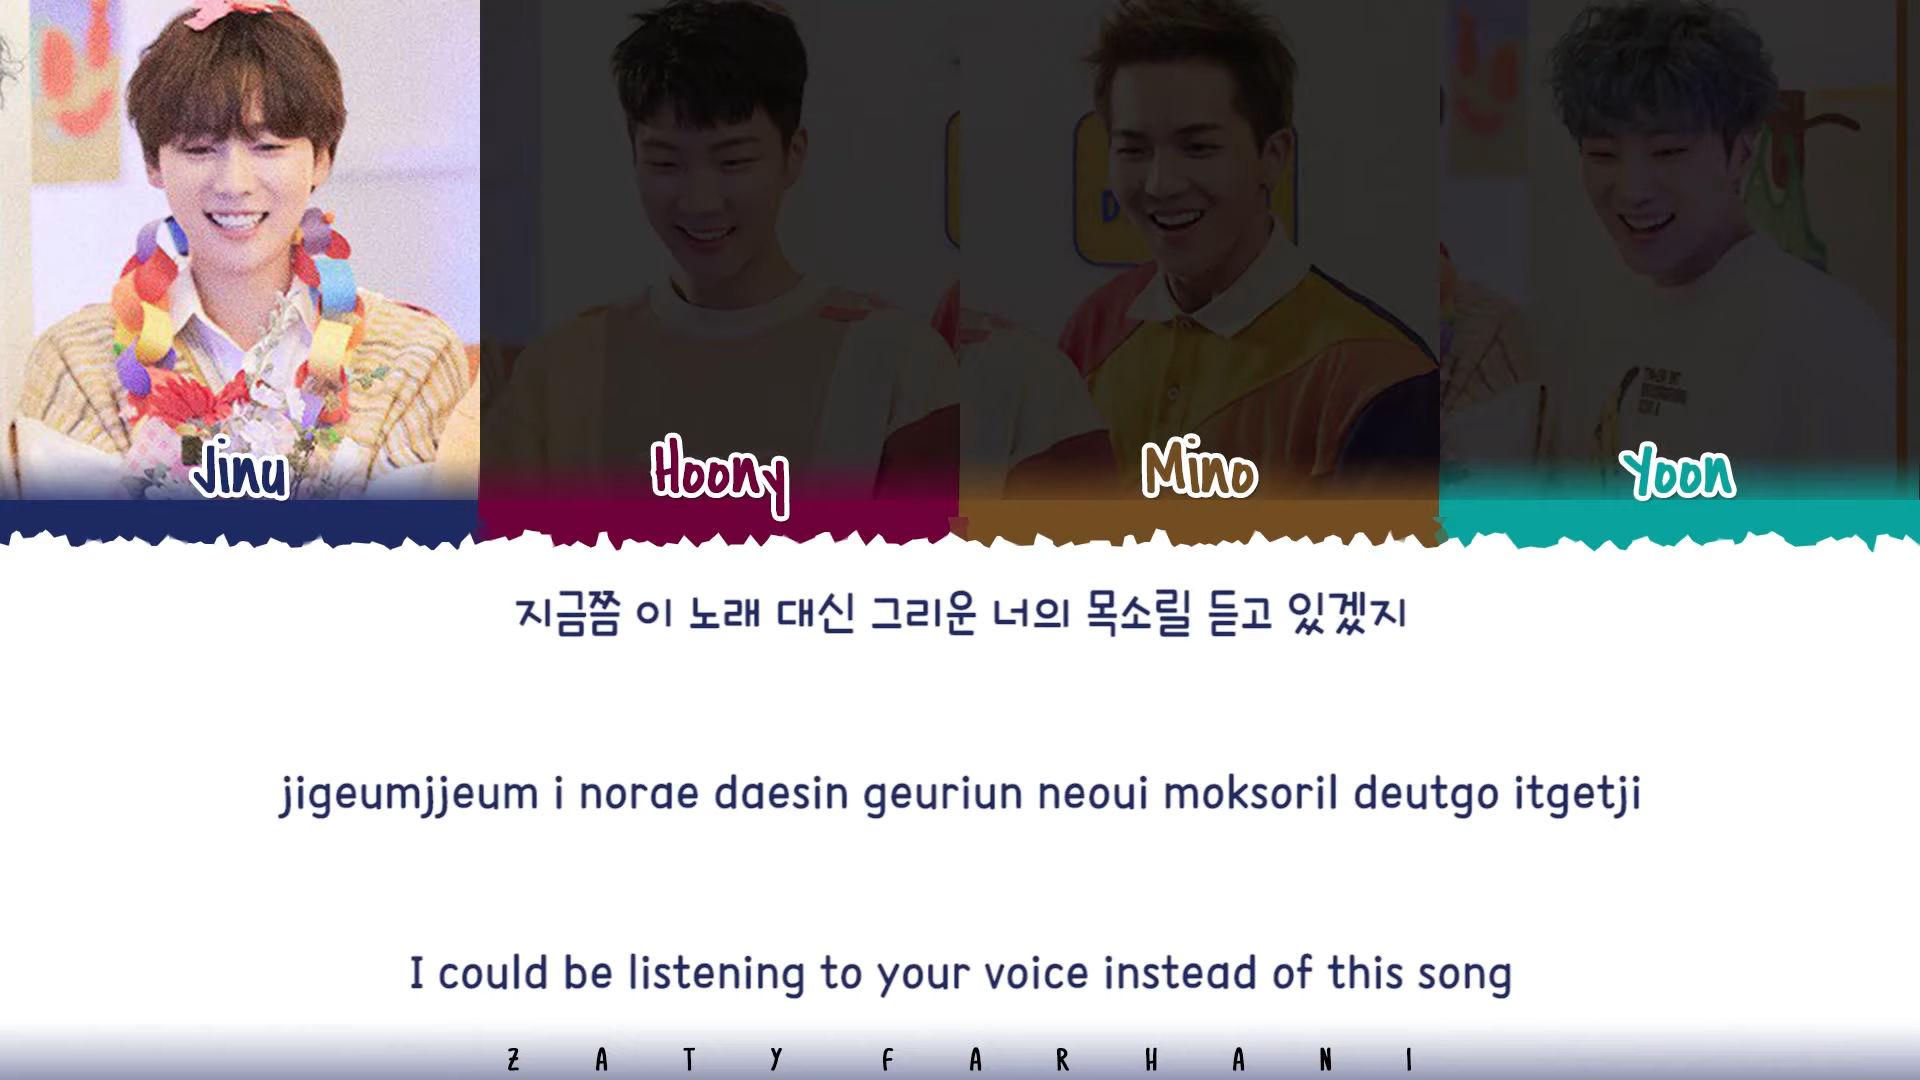 Jinu
Hoony
Mino
Yoon
지금쯤 이 노래 대신 그리운 너의 목소릴 듣고 있겠지
jigeumjjeum i norae daesin geuriun neoui moksoril deutgo itgetji
I could be listening to your voice instead of this song
ZATY FARHANI